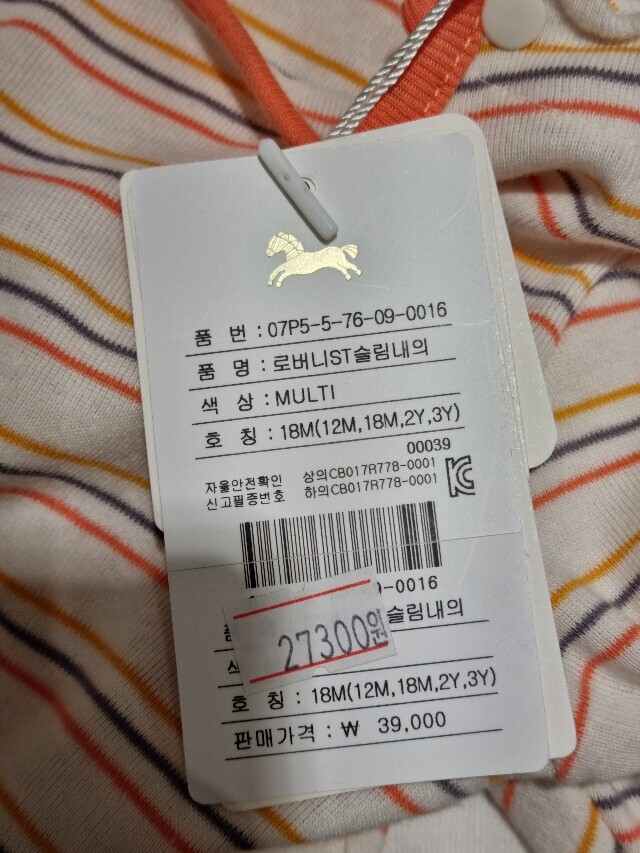 품 번 : 07P5-5-76-09-0016
품 명 : 로버니ST슬림내의
색 상 : MULTI
호 칭 : 18M(12M,18M,2Y,3Y)
00039
자율안전확인 상의CB017R778-0001
신고필증번호 하의CB017R778-0001
-0016
슬림내의
27300원
호 칭 : 18M(12M,18M,2Y,3Y)
판매가격 : ₩ 39,000